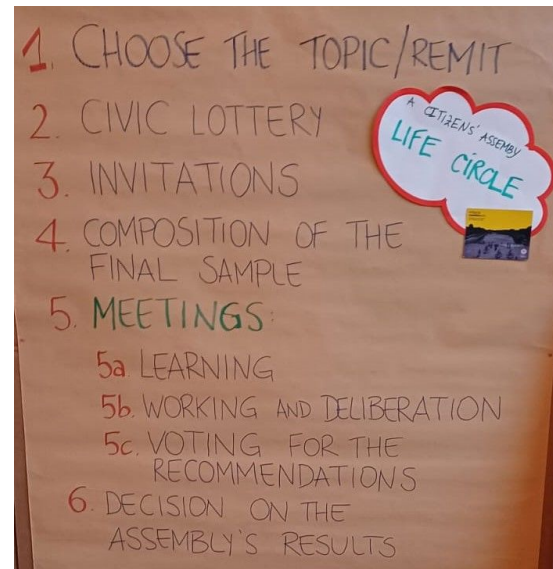 1. CHOOSE THE TOPIC/REMIT
2. CIVIC LOTTERY
A CITIZENS' ASSEMBLY
LIFE CIRCLE
3. INVITATIONS
4. COMPOSITION OF THE
FINAL SAMPLE
5. MEETINGS:
5a LEARNING
5b. WORKING AND DELIBERATION
5c. VOTING FOR THE
RECOMMENDATIONS
6. DECISION ON THE
ASSEMBLY'S RESULTS